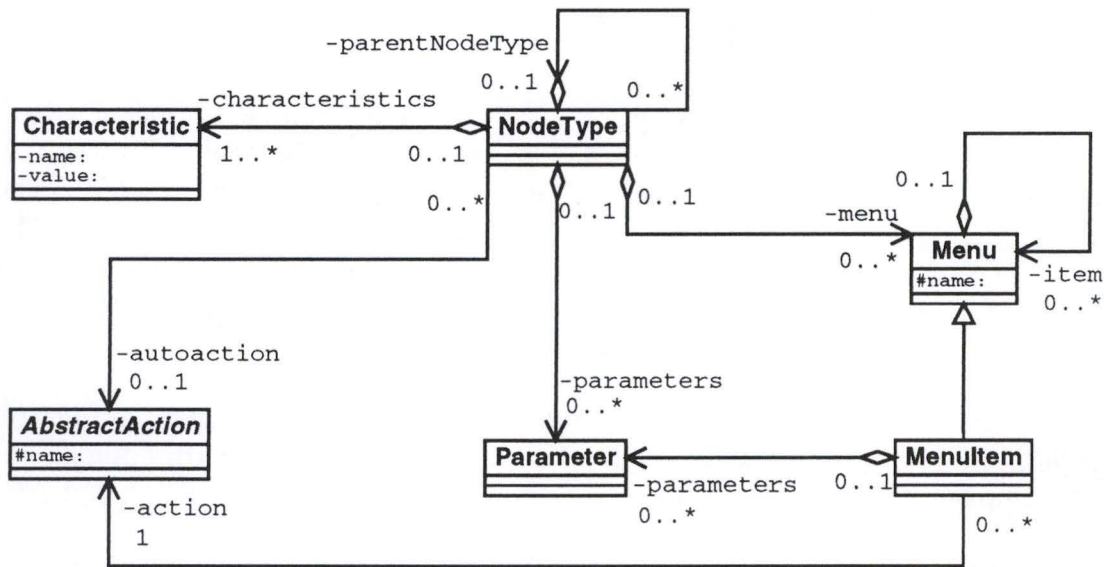 -parentNodeType
0..1
0..*
-characteristics
Characteristic
-name:
-value:
1..*
0..1
NodeType
0..*
0..1
0..1
-menu
0..*
0..1
Menu
#name:
-item
0..*
-autoaction
0..1
AbstractAction
#name:
-parameters
0..*
Parameter
MenuItem
-parameters
0..*
0..1
0..*
-action
1